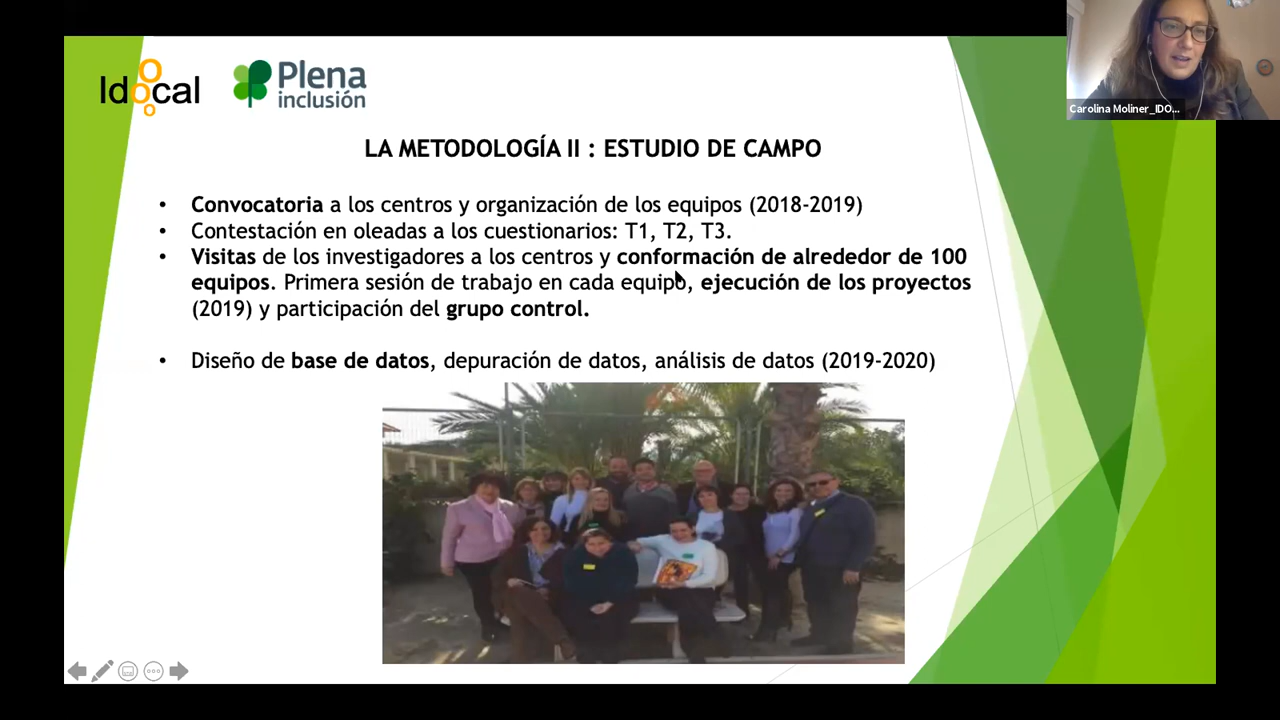 Idocal
Plena
inclusión
Carolina Moliner_IDO...
LA METODOLOGÍA II : ESTUDIO DE CAMPO
• Convocatoria a los centros y organización de los equipos (2018-2019)
• Contestación en oleadas a los cuestionarios: T1, T2, T3.
• Visitas de los investigadores a los centros y conformación de alrededor de 100
equipos. Primera sesión de trabajo en cada equipo, ejecución de los proyectos
(2019) y participación del grupo control.
• Diseño de base de datos, depuración de datos, análisis de datos (2019-2020)